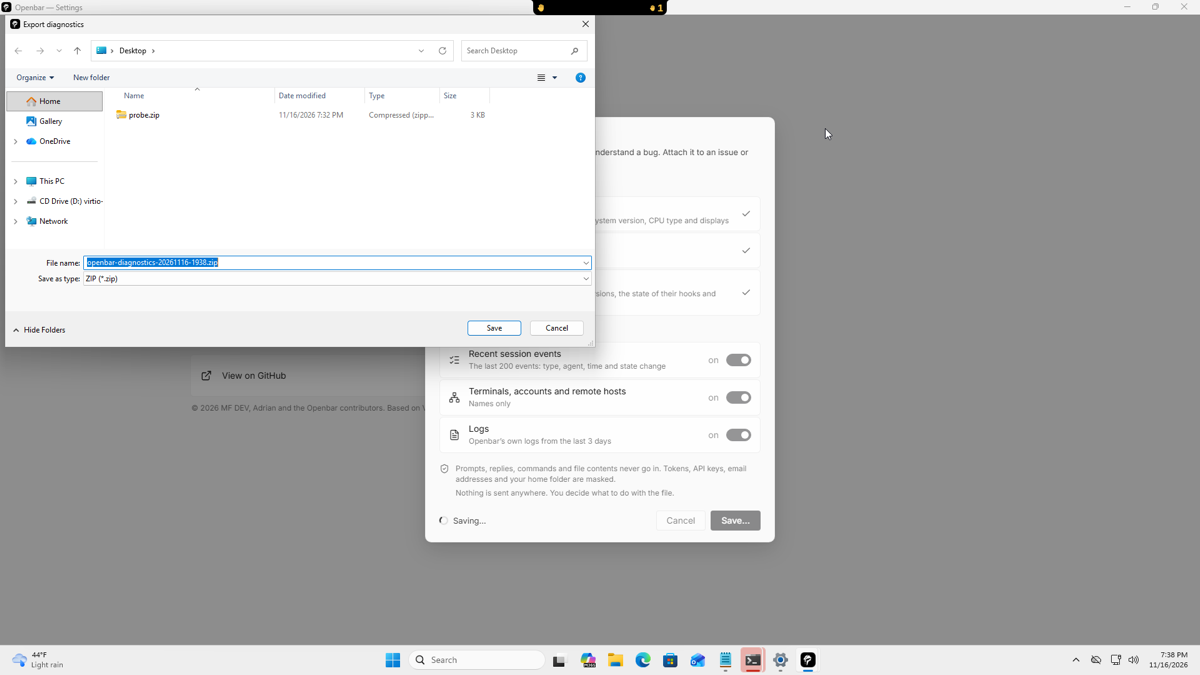 Openbar — Settings
1
Export diagnostics
Desktop
Search Desktop
Organize
New folder
Home
Gallery
OneDrive
This PC
CD Drive (D:) virtio-
Network
Name
Date modified
Type
Size
probe.zip
11/16/2026 7:32 PM
Compressed (zipp...
3 KB
File name:
openbar-diagnostics-20261116-1938.zip
Save as type:
ZIP (*.zip)
Hide Folders
Save
Cancel
nderstand a bug. Attach it to an issue or
ystem version, CPU type and displays
sions, the state of their hooks and
Recent session events
The last 200 events: type, agent, time and state change
on
Terminals, accounts and remote hosts
Names only
on
Logs
Openbar's own logs from the last 3 days
on
Prompts, replies, commands and file contents never go in. Tokens, API keys, email
addresses and your home folder are masked.
Nothing is sent anywhere. You decide what to do with the file.
Saving...
Cancel
Save...
View on GitHub
© 2026 MF DEV, Adrian and the Openbar contributors. Based on
44°F
Light rain
Search
7:38 PM
11/16/2026